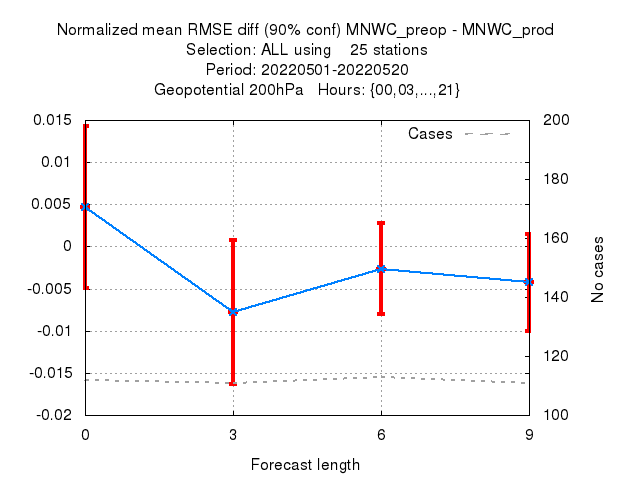 Normalized mean RMSE diff (90% conf) MNWC_preop - MNWC_prod
Selection: ALL using    25 stations
Period: 20220501-20220520
Geopotential 200hPa   Hours: {00,03,...,21}
Cases
0.015
0.01
0.005
0
-0.005
-0.01
-0.015
-0.02
200
180
160
140
120
100
No cases
0 3 6 9
Forecast length